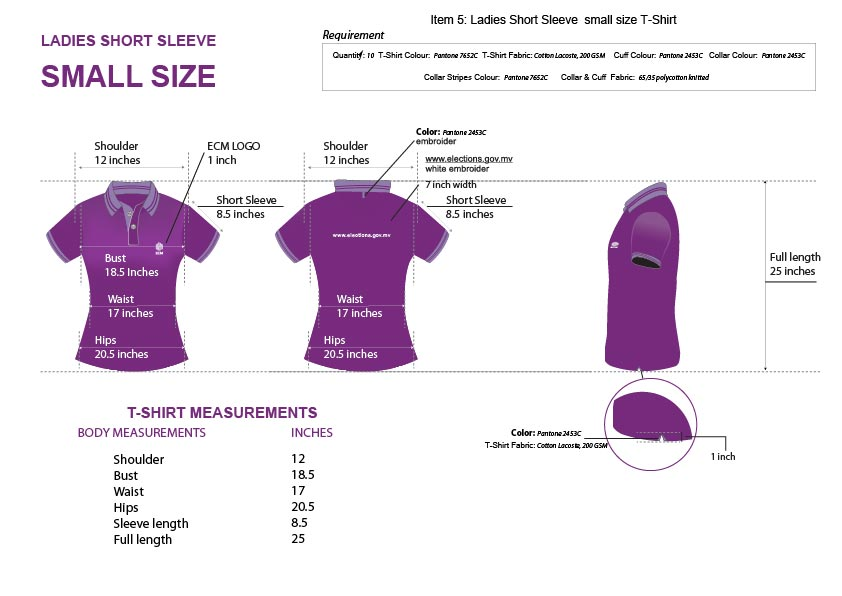 Item 5: Ladies Short Sleeve small size T-Shirt
LADIES SHORT SLEEVE
SMALL SIZE
Requirement
Quantity: 10 T-Shirt Colour: Pantone 7652C T-Shirt Fabric: Cotton Lacoste, 200 GSM Cuff Colour: Pantone 2453C Collar Colour: Pantone 2453C
Collar Stripes Colour: Pantone 7652C Collar & Cuff Fabric: 65/35 polycotton knitted
Shoulder
12 inches
ECM LOGO
1 inch
Shoulder
12 inches
Color: Pantone 2453C
embroider
www.elections.gov.mv
white embroider
7 inch width
Short Sleeve
8.5 inches
Short Sleeve
8.5 inches
ECM
www.elections.gov.mv
Bust
18.5 Inches
Waist
17 inches
Hips
20.5 inches
Waist
17 inches
Hips
20.5 inches
Full length
25 inches
T-SHIRT MEASUREMENTS
BODY MEASUREMENTS INCHES
Shoulder 12
Bust 18.5
Waist 17
Hips 20.5
Sleeve length 8.5
Full length 25
Color: Pantone 2453C
T-Shirt Fabric: Cotton Lacoste, 200 GSM
1 inch